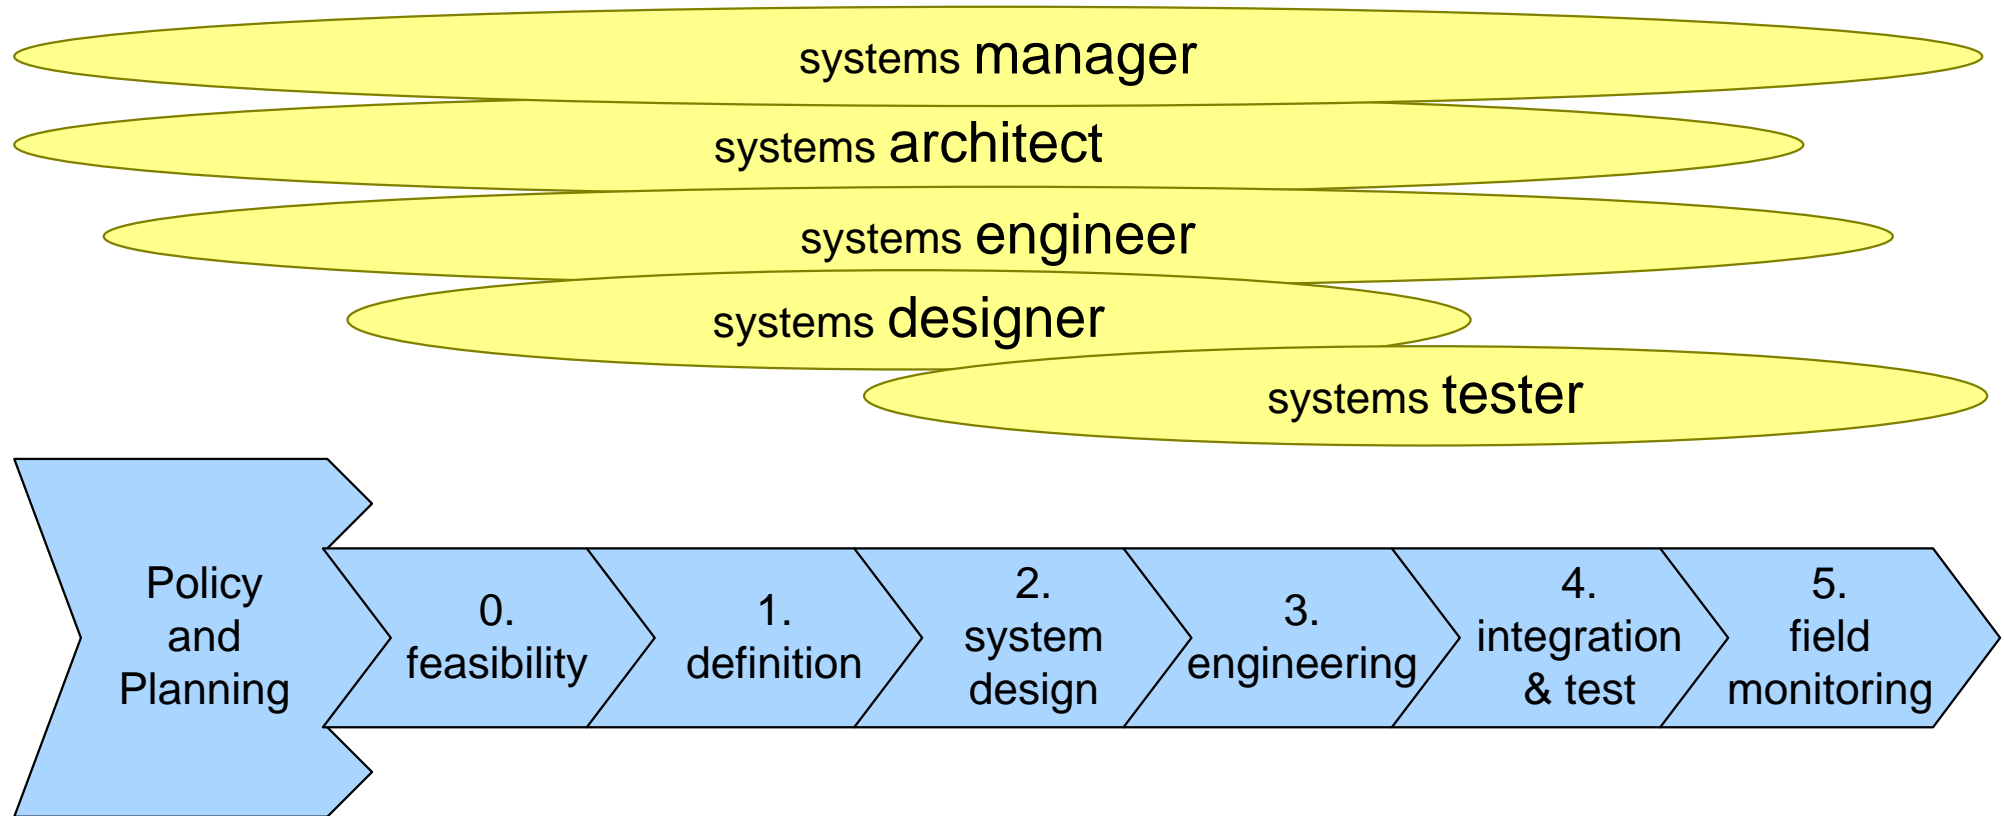 systems manager
systems architect
systems engineer
systems designer
systems tester
Policy
and
Planning
0.
feasibility
1.
definition
2.
system
design
3.
engineering
4.
integration
& test
5.
field
monitoring